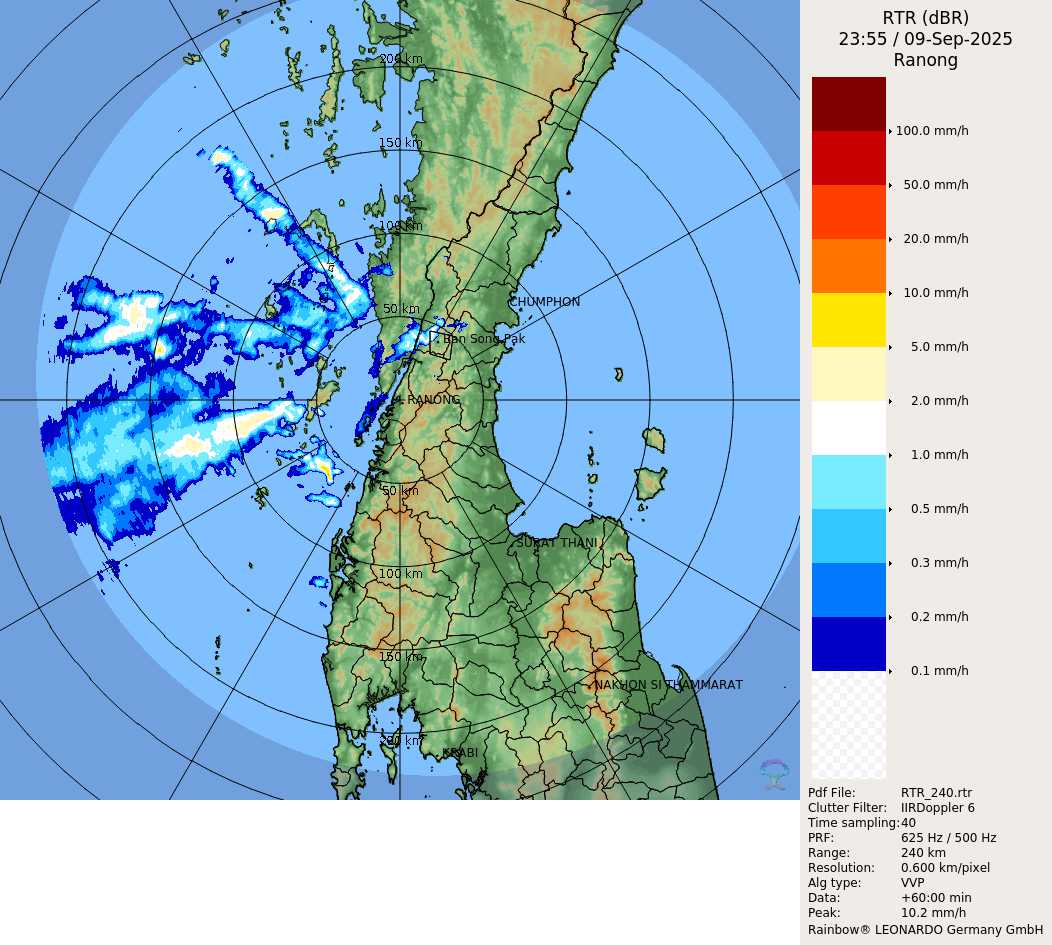 RTR (dBR)
23:55 / 09-Sep-2025
Ranong
100.0 mm/h
50.0 mm/h
20.0 mm/h
10.0 mm/h
5.0 mm/h
2.0 mm/h
1.0 mm/h
0.5 mm/h
0.3 mm/h
0.2 mm/h
0.1 mm/h
200 km
150 km
100 km
50 km
CHUMPHON
Ban Song Pak
RANONG
50 km
SURAT THANI
100 km
150 km
NAKHON SI THAMMARAT
200 km
KRABI
Pdf File: RTR_240.rtr
Clutter Filter: IIRDoppler 6
Time sampling:40
PRF: 625 Hz / 500 Hz
Range: 240 km
Resolution: 0.600 km/pixel
Alg type: VVP
Data: +60:00 min
Peak: 10.2 mm/h
Rainbow® LEONARDO Germany GmbH